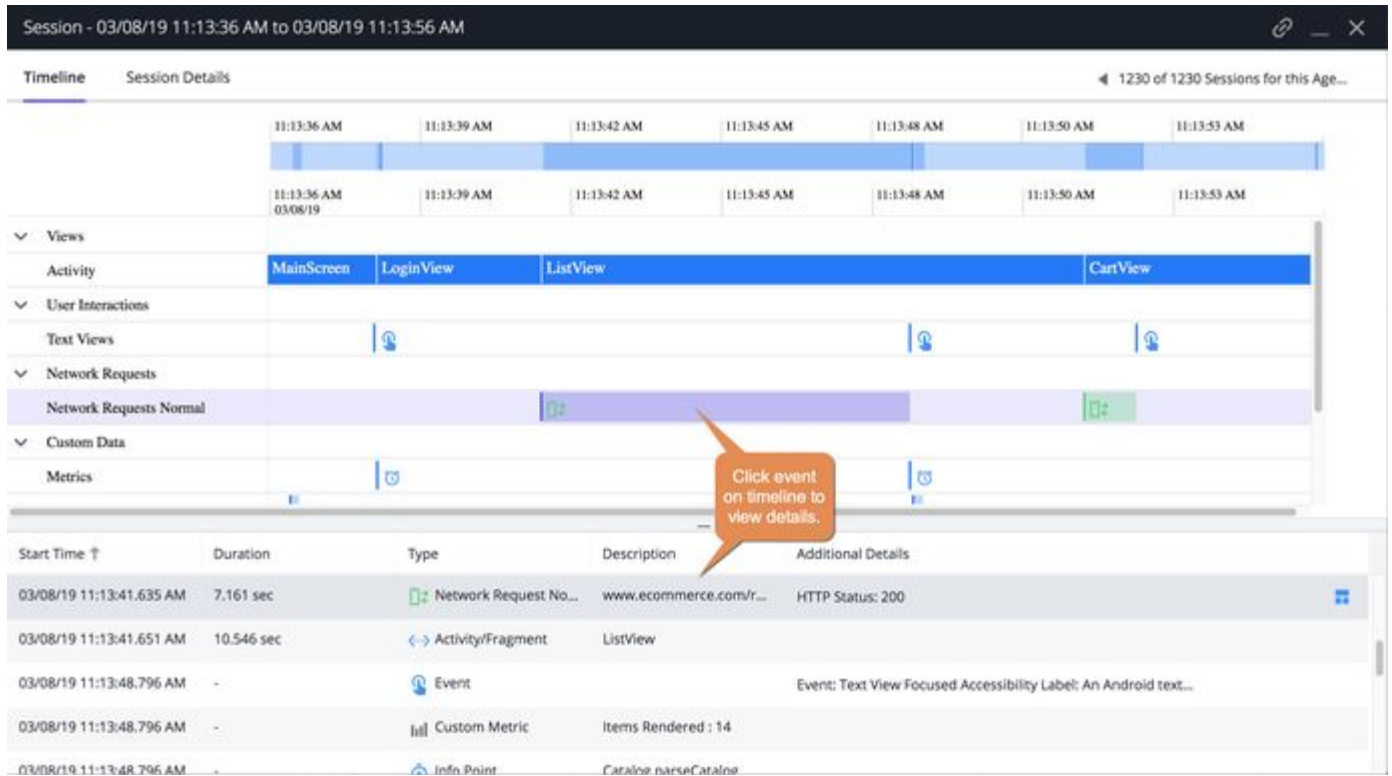 Session - 03/08/19 11:13:36 AM to 03/08/19 11:13:56 AM
Timeline Session Details 1230 of 1230 Sessions for this Age...
11:13:36 AM 11:13:39 AM 11:13:42 AM 11:13:45 AM 11:13:48 AM 11:13:50 AM 11:13:53 AM
11:13:36 AM 11:13:39 AM 11:13:42 AM 11:13:45 AM 11:13:48 AM 11:13:50 AM 11:13:53 AM
03/08/19
Views
Activity MainScreen LoginView ListView CartView
User Interactions
Text Views
Network Requests
Network Requests Normal
Custom Data
Metrics
Click event
on timeline to
view details.
Start Time Duration Type Description Additional Details
03/08/19 11:13:41.635 AM 7.161 sec Network Request No... www.ecommerce.com/r... HTTP Status: 200
03/08/19 11:13:41.651 AM 10.546 sec Activity/Fragment ListView
03/08/19 11:13:48.796 AM - Event Event: Text View Focused Accessibility Label: An Android text...
03/08/19 11:13:48.796 AM - Custom Metric Items Rendered : 14
03/08/19 11:13:48.796 AM - Info Point Catalog parseCatalog